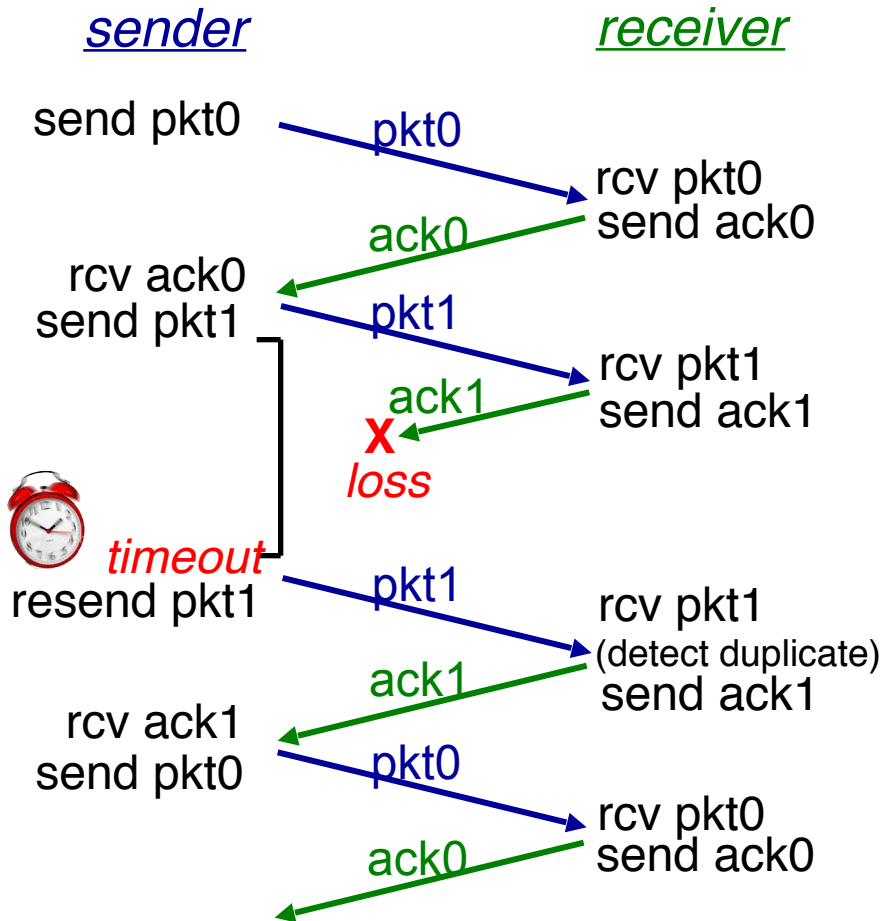 sender
receiver
send pkt0
pkt0
rcv pkt0
send ack0
ack0
rcv ack0
send pkt1
pkt1
rcv pkt1
send ack1
ack1
X
loss
timeout
resend pkt1
pkt1
rcv pkt1
(detect duplicate)
send ack1
ack1
rcv ack1
send pkt0
pkt0
rcv pkt0
send ack0
ack0